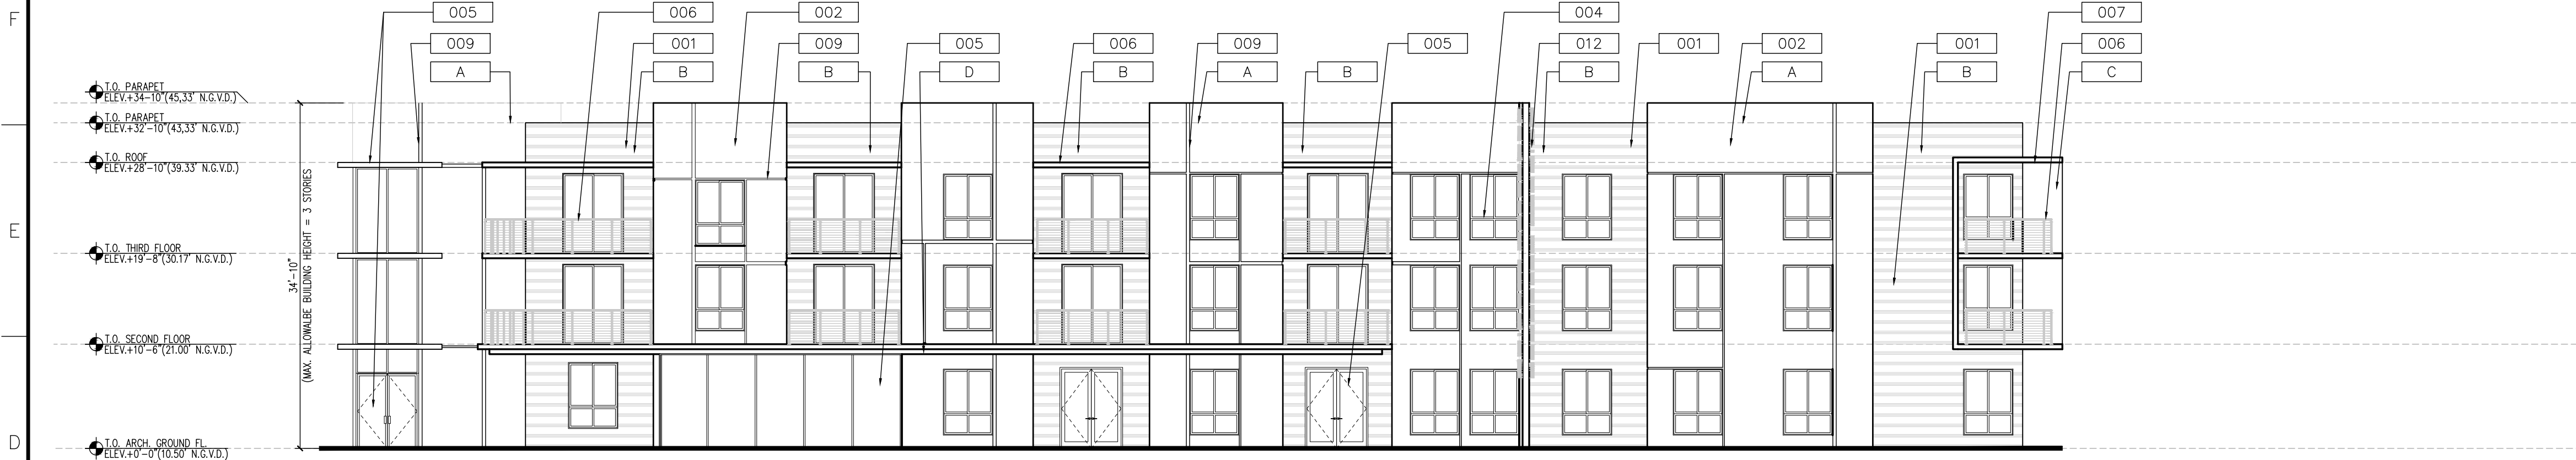 F
005
006
002
004
007
009
001
009
005
006
009
005
012
001
002
001
006
A
B
B
D
B
A
B
B
A
B
C
T.O. PARAPET
ELEV.+34-10"(45,33' N.G.V.D.)
T.O. PARAPET
ELEV.+32'-10"(43,33' N.G.V.D.)
T.O. ROOF
ELEV.+28'-10"(39.33' N.G.V.D.)
E
T.O. THIRD FLOOR
ELEV.+19'-8"(30.17' N.G.V.D.)
34'-10"
(MAX. ALLOWALBE BUILDING HEIGHT = 3 STORIES
T.O. SECOND FLOOR
ELEV.+10'-6"(21.00' N.G.V.D.)
D
T.O. ARCH. GROUND FL.
ELEV.+0'-0"(10.50' N.G.V.D.)